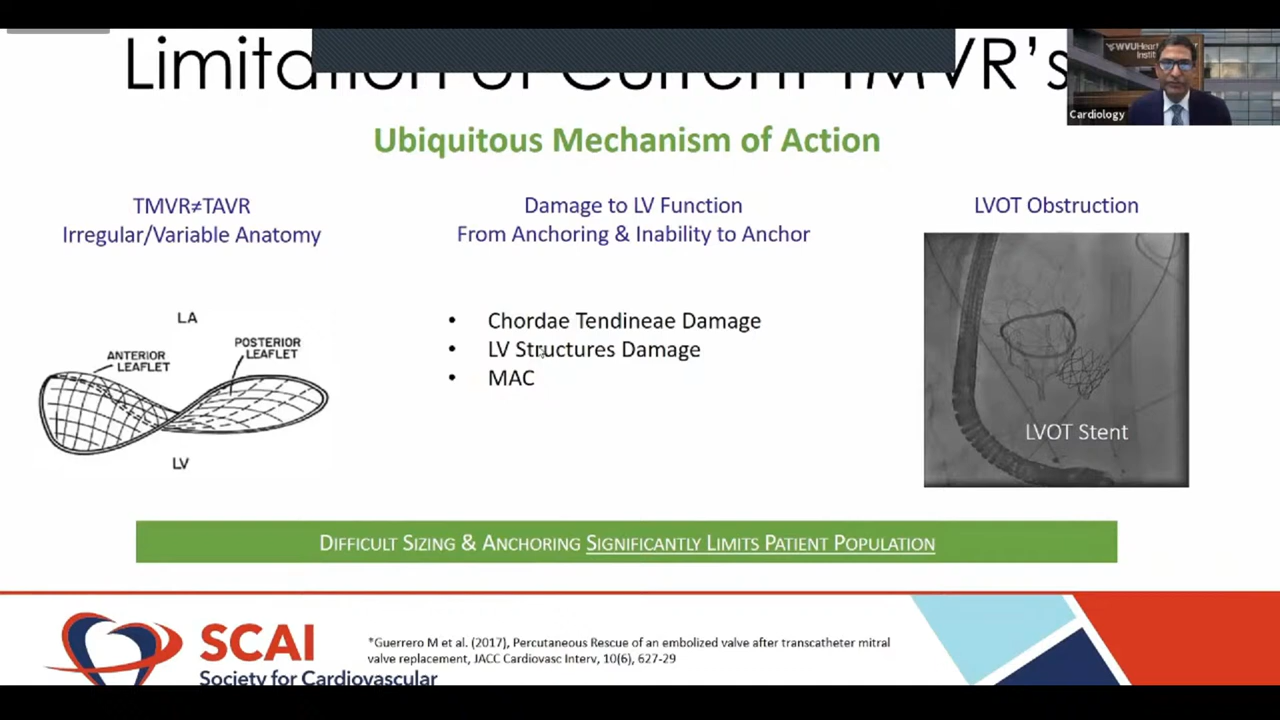 Limitation of Current TMVR's
WVUHeart
Instit
Cardiology
Ubiquitous Mechanism of Action
TMVR≠TAVR
Irregular/Variable Anatomy
LA
ANTERIOR
LEAFLET
POSTERIOR
LEAFLET
LV
Damage to LV Function
From Anchoring & Inability to Anchor
• Chordae Tendineae Damage
• LV Structures Damage
• MAC
LVOT Obstruction
LVOT Stent
DIFFICULT SIZING & ANCHORING SIGNIFICANTLY LIMITS PATIENT POPULATION
SCAI
Society for Cardiovascular
*Guerrero M et al. (2017), Percutaneous Rescue of an embolized valve after transcatheter mitral
valve replacement, JACC Cardiovasc Interv, 10(6), 627-29